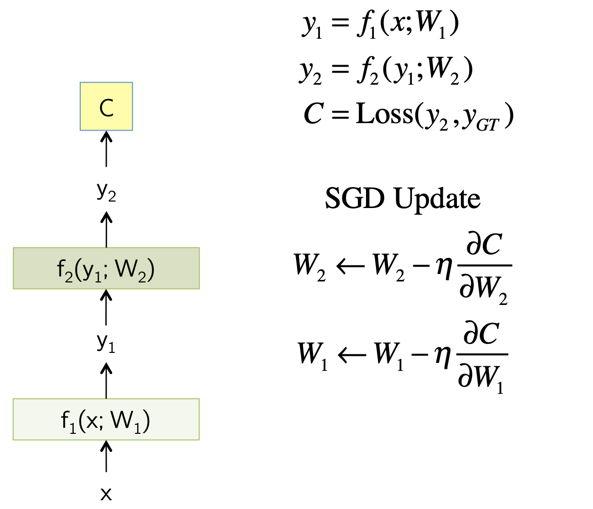 y₁ = f₁(x;W₁)
y₂ = f₂(y₁;W₂)
C = Loss(y₂,y_GT)
C
y₂
f₂(y₁; W₂)
y₁
f₁(x; W₁)
x
SGD Update
W₂ ← W₂ − η ∂C/∂W₂
W₁ ← W₁ − η ∂C/∂W₁